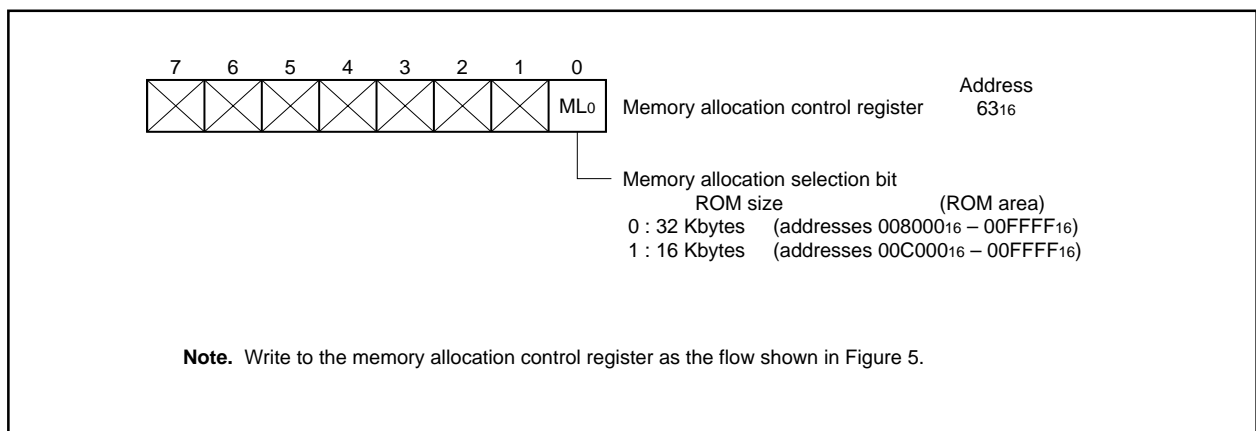 7 6 5 4 3 2 1 0
Address
ML0 Memory allocation control register 6316
Memory allocation selection bit
ROM size (ROM area)
0 : 32 Kbytes (addresses 00800016 – 00FFFF16)
1 : 16 Kbytes (addresses 00C00016 – 00FFFF16)
Note. Write to the memory allocation control register as the flow shown in Figure 5.